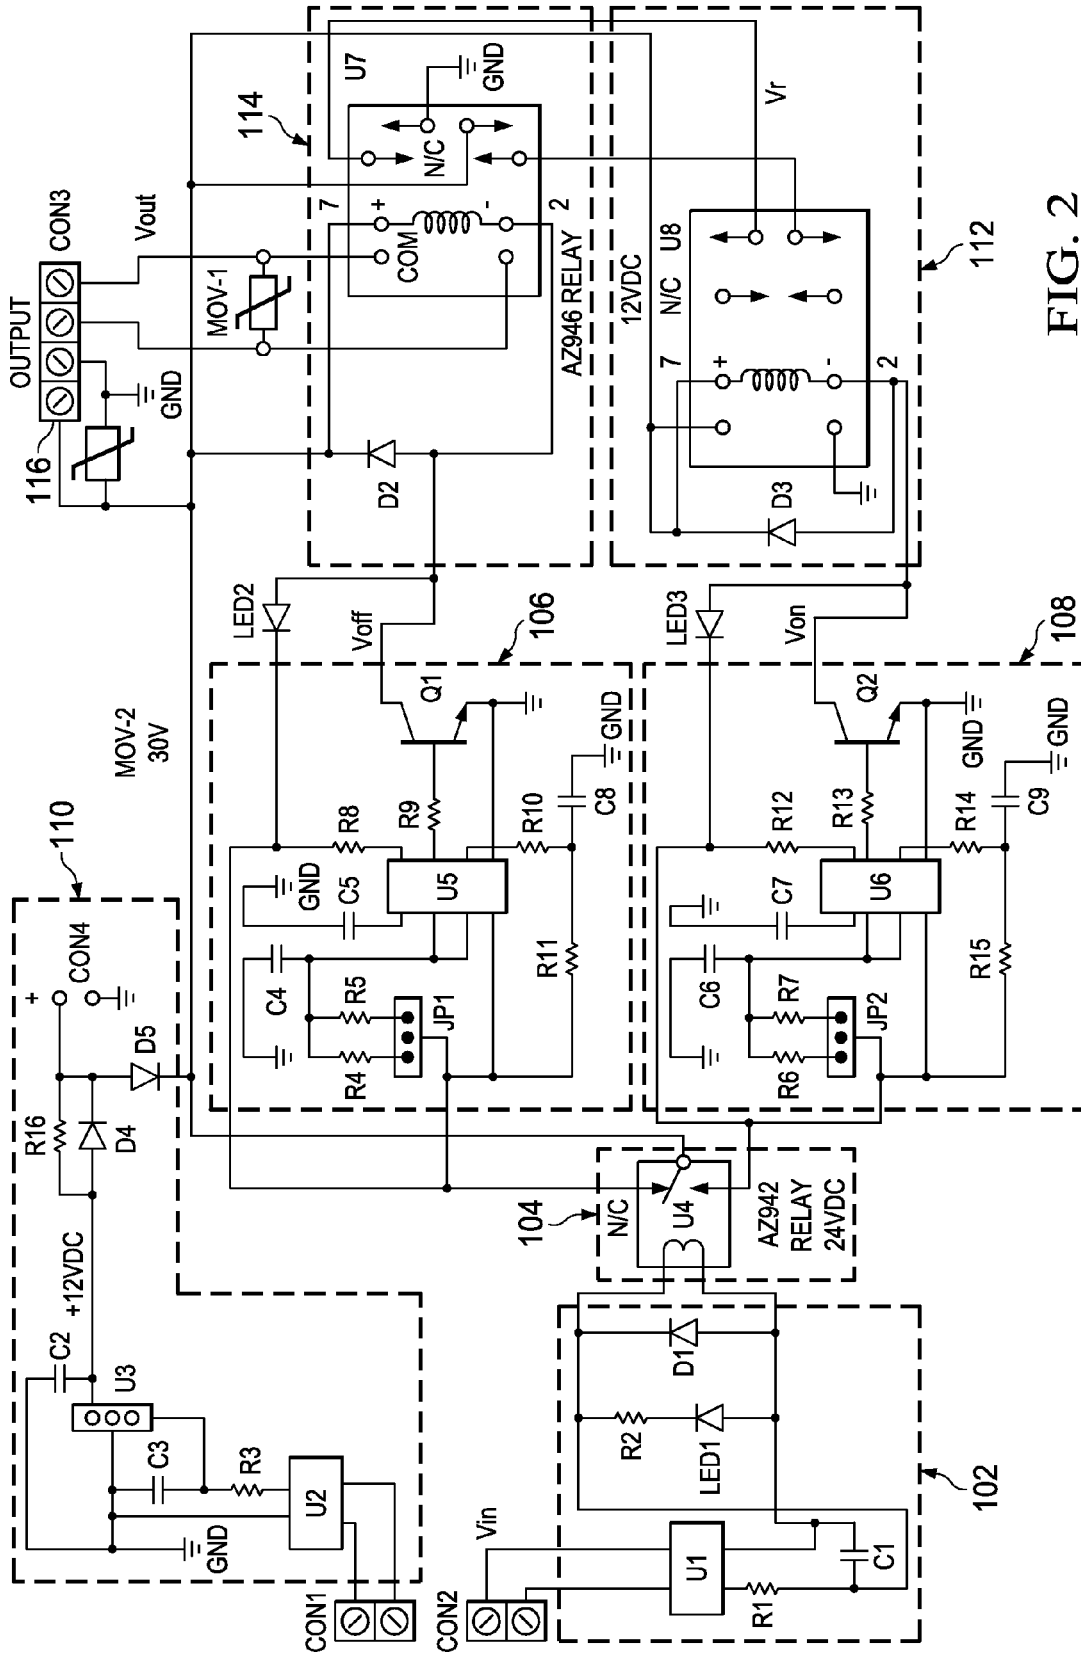 110
CON4
+
R16
D4
D5
+12VDC
C2
U3
C3
R3
U2
GND
CON1
MOV-2
30V
116
OUTPUT
CON3
GND
Vout
MOV-1
114
U7
GND
N/C
7
+
COM
-
2
D2
AZ946 RELAY
LED2
Voff
106
Q1
R8
R9
GND
C5
U5
R10
C8
GND
C4
R5
R4
JP1
R11
12VDC
U8
N/C
Vr
7
+
-
2
D3
112
LED3
Von
108
Q2
R12
R13
GND
C7
U6
R14
C9
GND
C6
R7
R6
JP2
R15
104
N/C
U4
AZ942
RELAY
24VDC
CON2
Vin
U1
R1
C1
R2
LED1
D1
102
FIG. 2